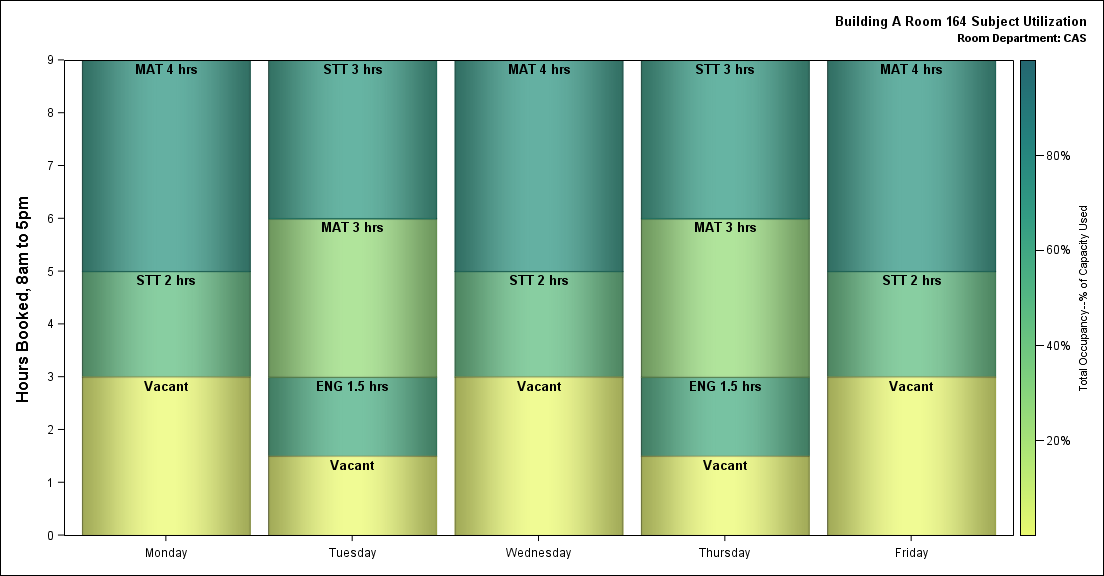 Building A Room 164 Subject Utilization
Room Department: CAS
Hours Booked, 8am to 5pm
9
8
7
6
5
4
3
2
1
0
MAT 4 hrs
STT 2 hrs
Vacant
STT 3 hrs
MAT 3 hrs
ENG 1.5 hrs
Vacant
MAT 4 hrs
STT 2 hrs
Vacant
STT 3 hrs
MAT 3 hrs
ENG 1.5 hrs
Vacant
MAT 4 hrs
STT 2 hrs
Vacant
Monday
Tuesday
Wednesday
Thursday
Friday
80%
60%
40%
20%
Total Occupancy--% of Capacity Used